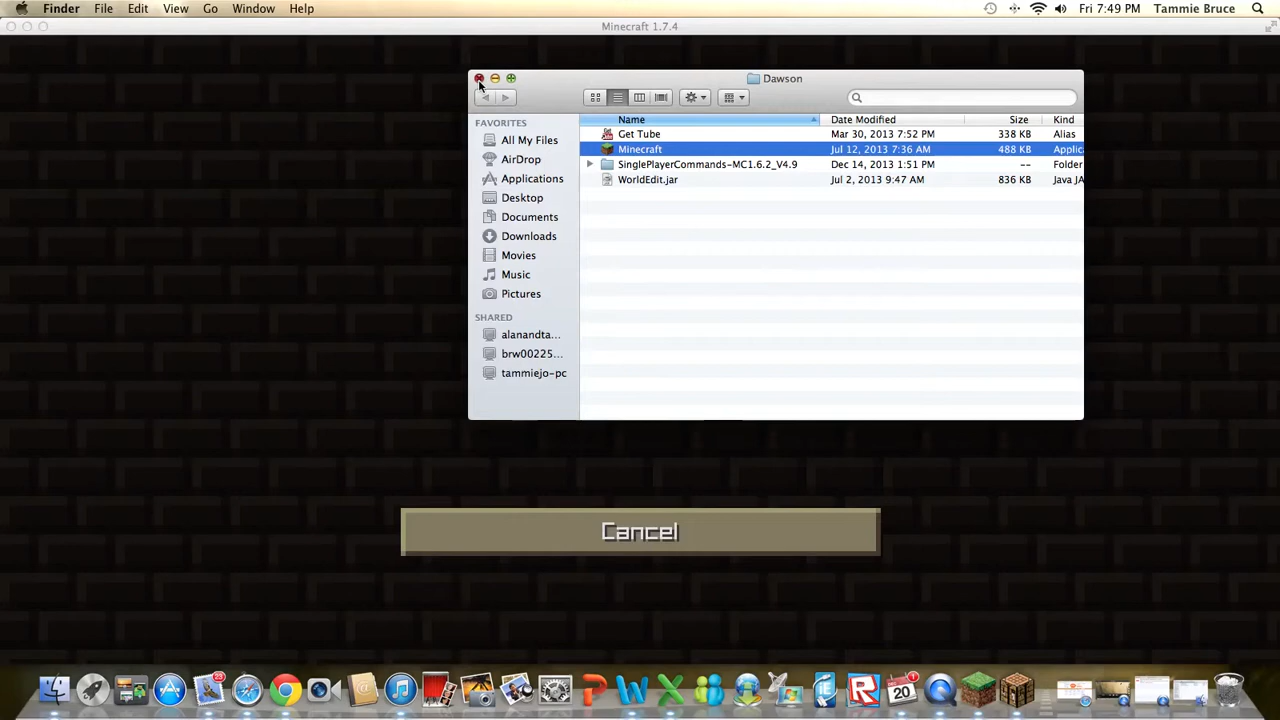 Finder File Edit View Go Window Help Fri 7:49 PM Tammie Bruce
Minecraft 1.7.4
Dawson
FAVORITES
All My Files
AirDrop
Applications
Desktop
Documents
Downloads
Movies
Music
Pictures
SHARED
alanandta...
brw00225...
tammiejo-pc
Name Date Modified Size Kind
Get Tube Mar 30, 2013 7:52 PM 338 KB Alias
Minecraft Jul 12, 2013 7:36 AM 488 KB Applic
SinglePlayerCommands-MC1.6.2_V4.9 Dec 14, 2013 1:51 PM -- Folder
WorldEdit.jar Jul 2, 2013 9:47 AM 836 KB Java JA
Cancel
23
20
1